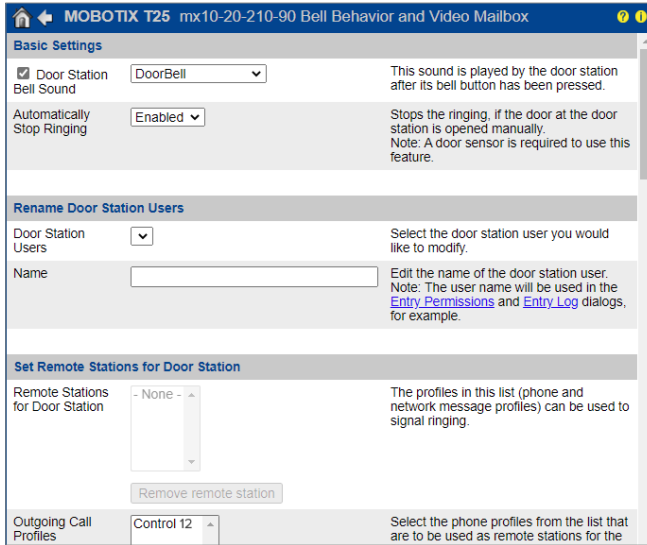 MOBOTIX T25 mx10-20-210-90 Bell Behavior and Video Mailbox ? i
Basic Settings
Door Station
Bell Sound
DoorBell
This sound is played by the door station
after its bell button has been pressed.
Automatically
Stop Ringing
Enabled
Stops the ringing, if the door at the door
station is opened manually.
Note: A door sensor is required to use this
feature.
Rename Door Station Users
Door Station
Users
Select the door station user you would
like to modify.
Name
Edit the name of the door station user.
Note: The user name will be used in the
Entry Permissions and Entry Log dialogs,
for example.
Set Remote Stations for Door Station
Remote Stations
for Door Station
- None -
The profiles in this list (phone and
network message profiles) can be used to
signal ringing.
Remove remote station
Outgoing Call
Profiles
Control 12
Select the phone profiles from the list that
are to be used as remote stations for the